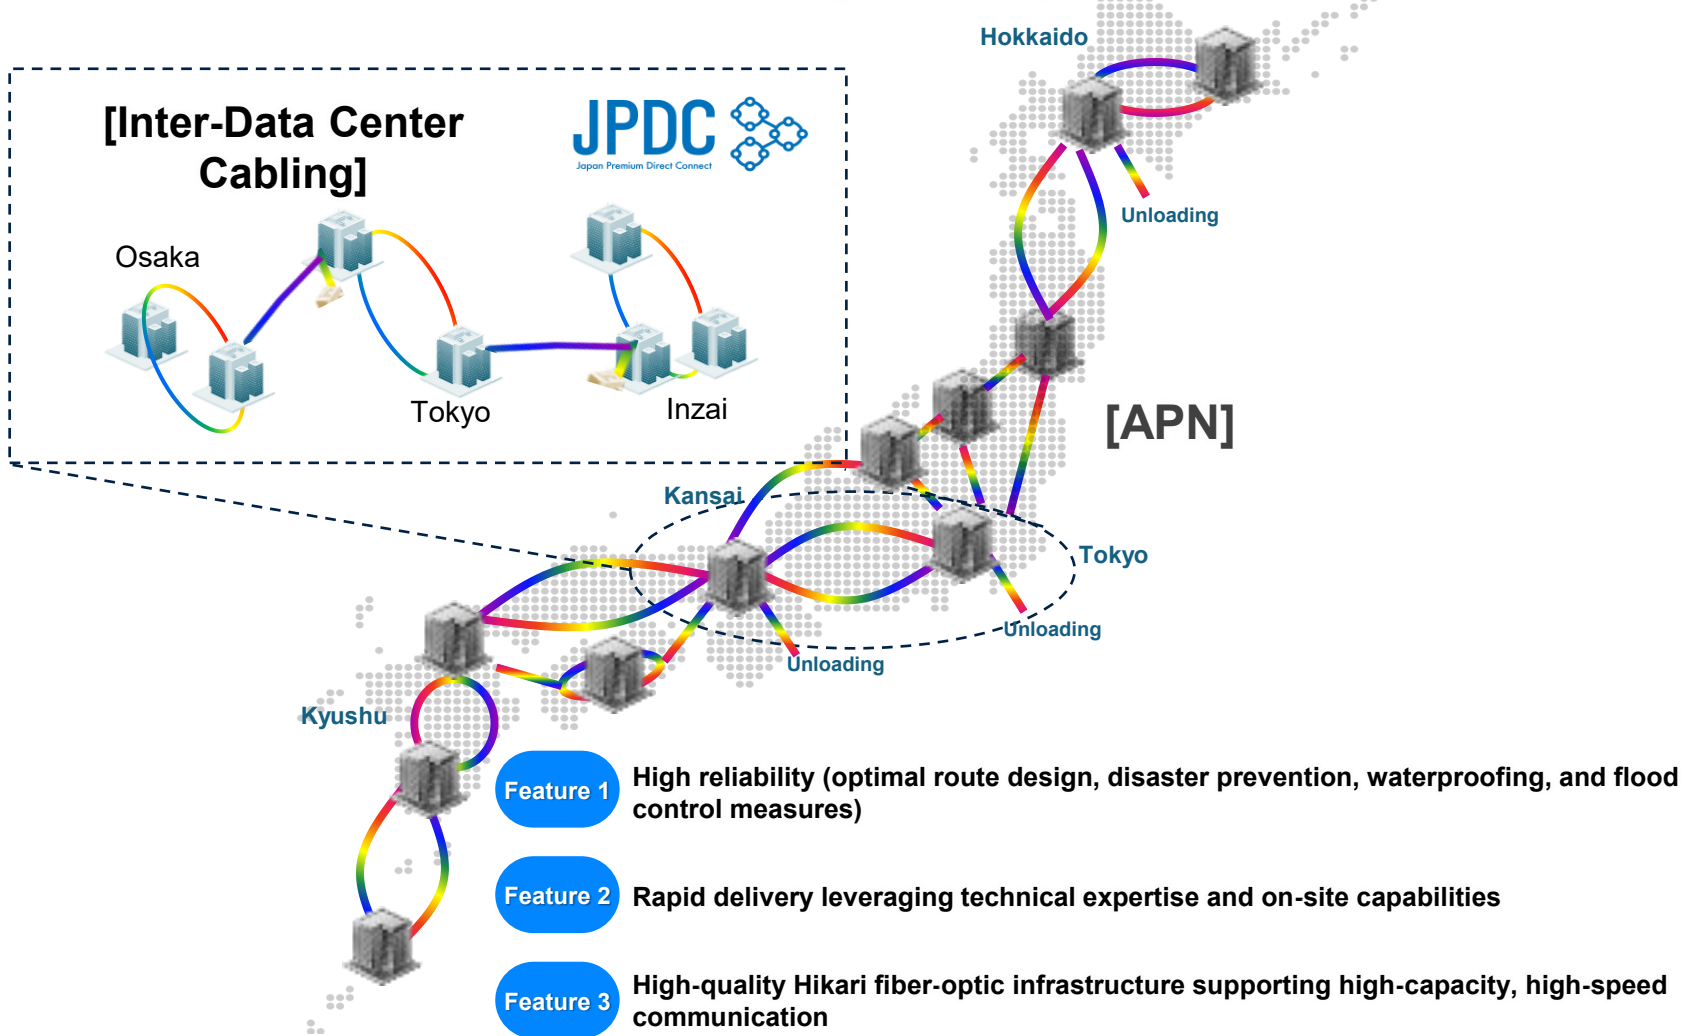 Hokkaido
[Inter-Data Center
Cabling]
JPDC
Japan Premium Direct Connect
Unloading
Osaka
Tokyo
Inzai
[APN]
Kansai
Tokyo
Unloading
Unloading
Kyushu
Feature 1
High reliability (optimal route design, disaster prevention, waterproofing, and flood
control measures)
Feature 2
Rapid delivery leveraging technical expertise and on-site capabilities
Feature 3
High-quality Hikari fiber-optic infrastructure supporting high-capacity, high-speed
communication